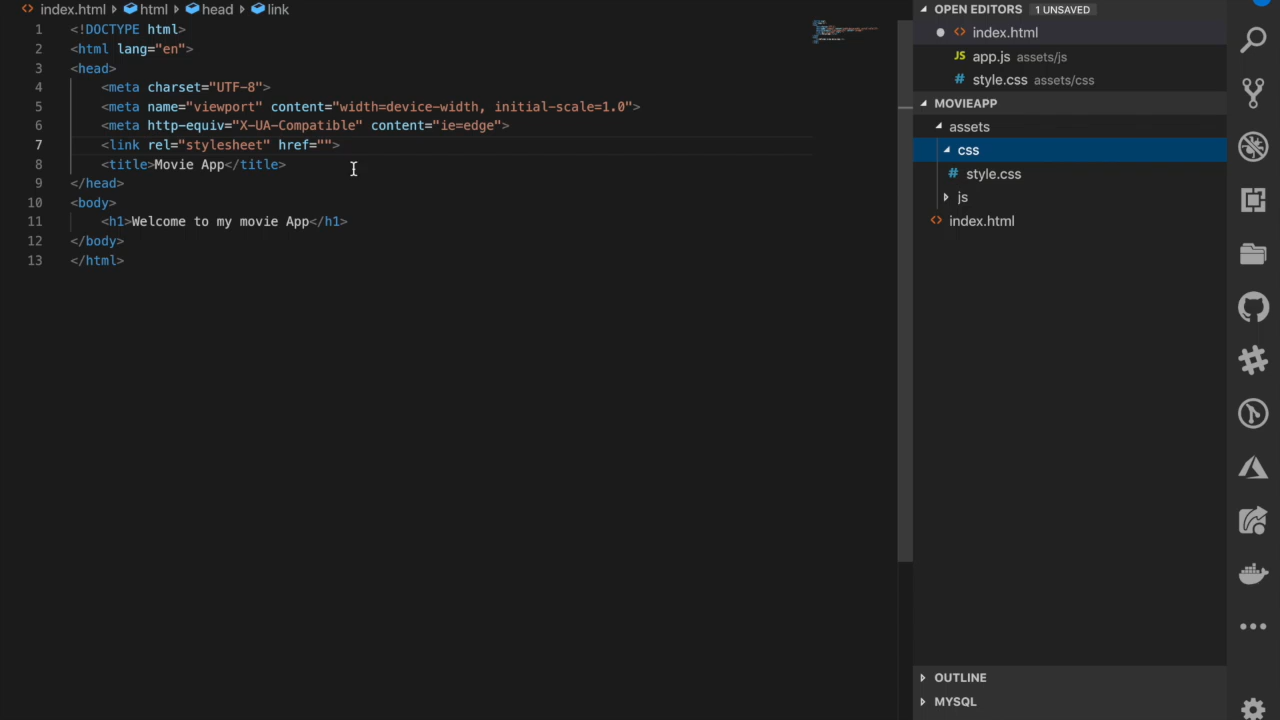 index.html html head link
1 <!DOCTYPE html>
2 <html lang="en">
3 <head>
4 <meta charset="UTF-8">
5 <meta name="viewport" content="width=device-width, initial-scale=1.0">
6 <meta http-equiv="X-UA-Compatible" content="ie=edge">
7 <link rel="stylesheet" href="">
8 <title>Movie App</title>
9 </head>
10 <body>
11 <h1>Welcome to my movie App</h1>
12 </body>
13 </html>
OPEN EDITORS 1 UNSAVED
<> index.html
JS app.js assets/js
# style.css assets/css
MOVIEAPP
assets
css
# style.css
js
<> index.html
OUTLINE
MYSQL